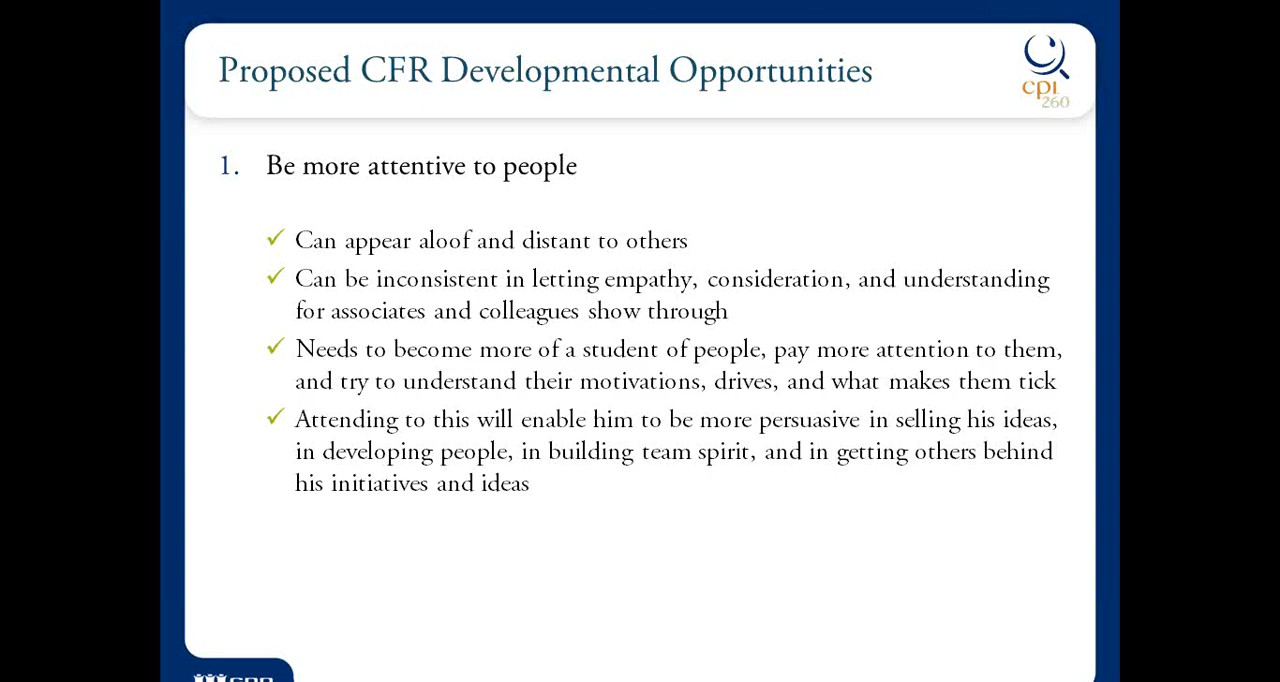 Proposed CFR Developmental Opportunities
cpi
260
1. Be more attentive to people
Can appear aloof and distant to others
Can be inconsistent in letting empathy, consideration, and understanding
for associates and colleagues show through
Needs to become more of a student of people, pay more attention to them,
and try to understand their motivations, drives, and what makes them tick
Attending to this will enable him to be more persuasive in selling his ideas,
in developing people, in building team spirit, and in getting others behind
his initiatives and ideas